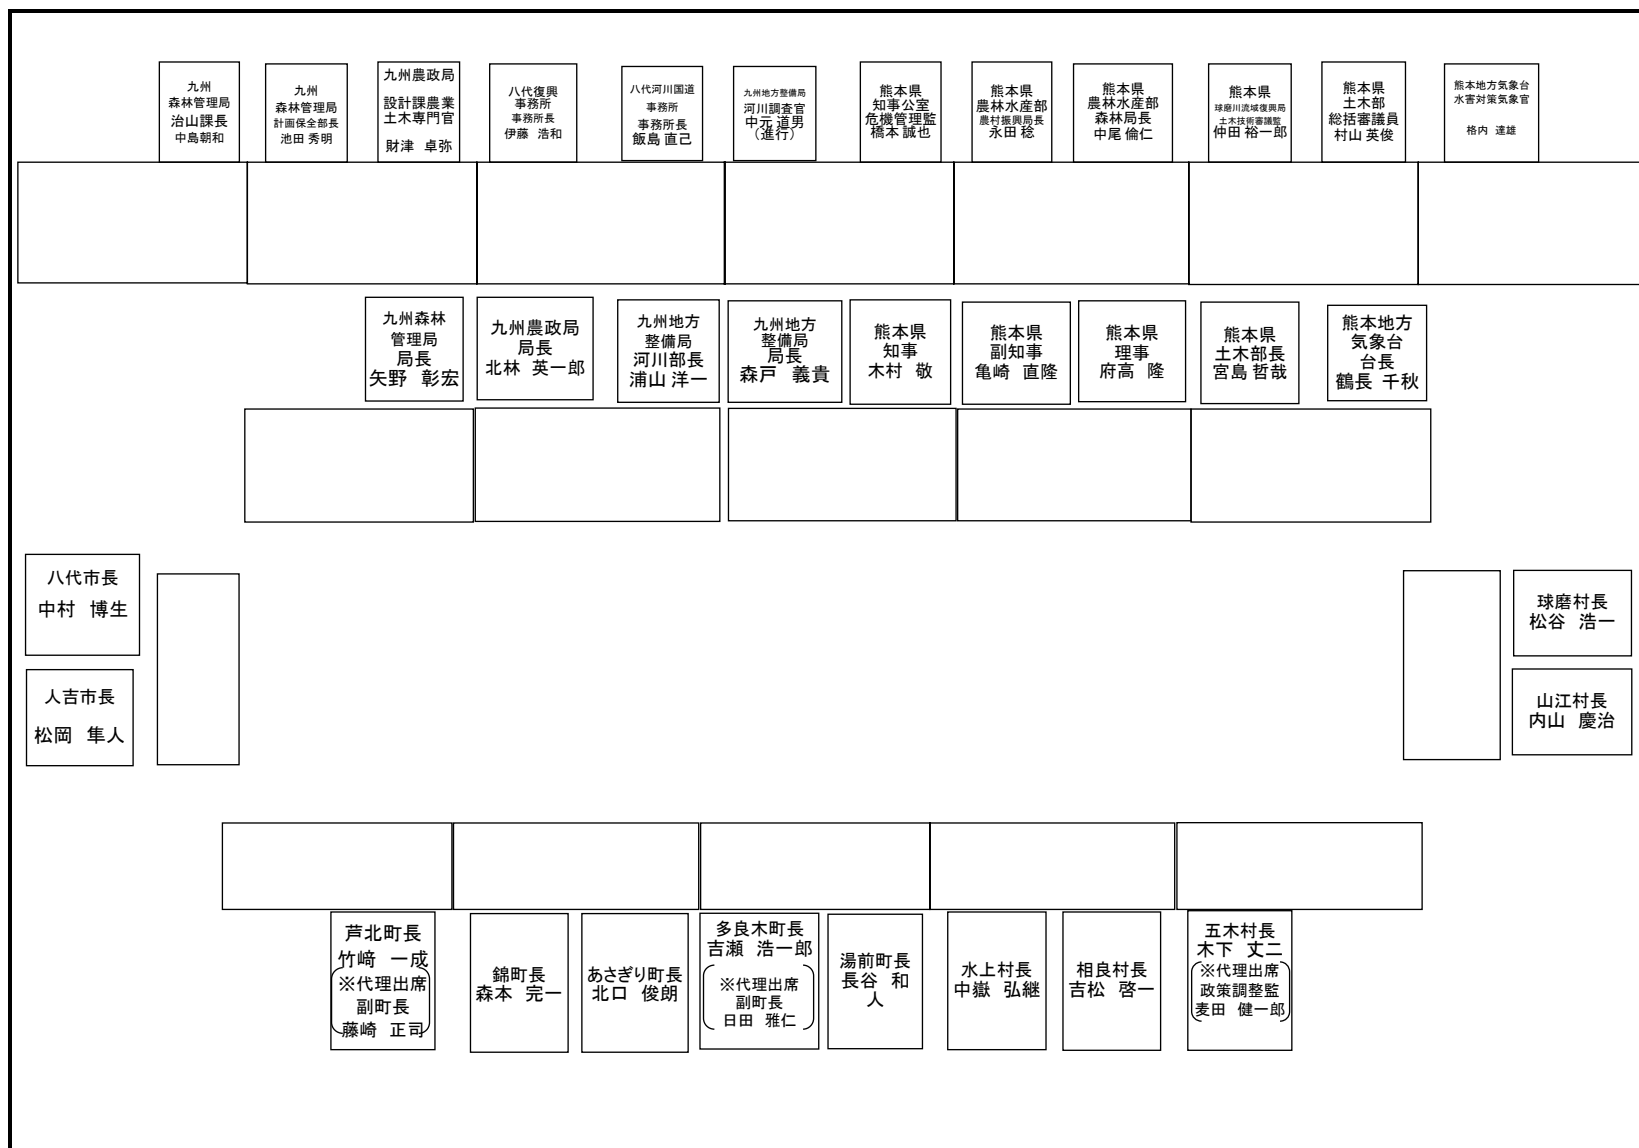 九州
森林管理局
治山課長
中島朝和
九州
森林管理局
計画保全部長
池田 秀明
九州農政局
設計課農業
土木専門官
財津 卓弥
八代復興
事務所
事務所長
伊藤 浩和
八代河川国道
事務所
事務所長
飯島 直己
九州地方整備局
河川調査官
中元 道男
（進行）
熊本県
知事公室
危機管理監
橋本 誠也
熊本県
農林水産部
農村振興局長
永田 稔
熊本県
農林水産部
森林局長
中尾 倫仁
熊本県
球磨川流域復興局
土木技術審議監
仲田 裕一郎
熊本県
土木部
総括審議員
村山 英俊
熊本地方気象台
水害対策気象官
格内 達雄
九州森林
管理局
局長
矢野 彰宏
九州農政局
局長
北林 英一郎
九州地方
整備局
河川部長
浦山 洋一
九州地方
整備局
局長
森戸 義貴
熊本県
知事
木村 敬
熊本県
副知事
亀崎 直隆
熊本県
理事
府高 隆
熊本県
土木部長
宮島 哲哉
熊本地方
気象台
台長
鶴長 千秋
八代市長
中村 博生
人吉市長
松岡 隼人
球磨村長
松谷 浩一
山江村長
内山 慶治
芦北町長
竹﨑 一成
※代理出席
副町長
藤崎 正司
錦町長
森本 完一
あさぎり町長
北口 俊朗
多良木町長
吉瀬 浩一郎
※代理出席
副町長
日田 雅仁
湯前町長
長谷 和
人
水上村長
中嶽 弘継
相良村長
吉松 啓一
五木村長
木下 丈二
※代理出席
政策調整監
麦田 健一郎